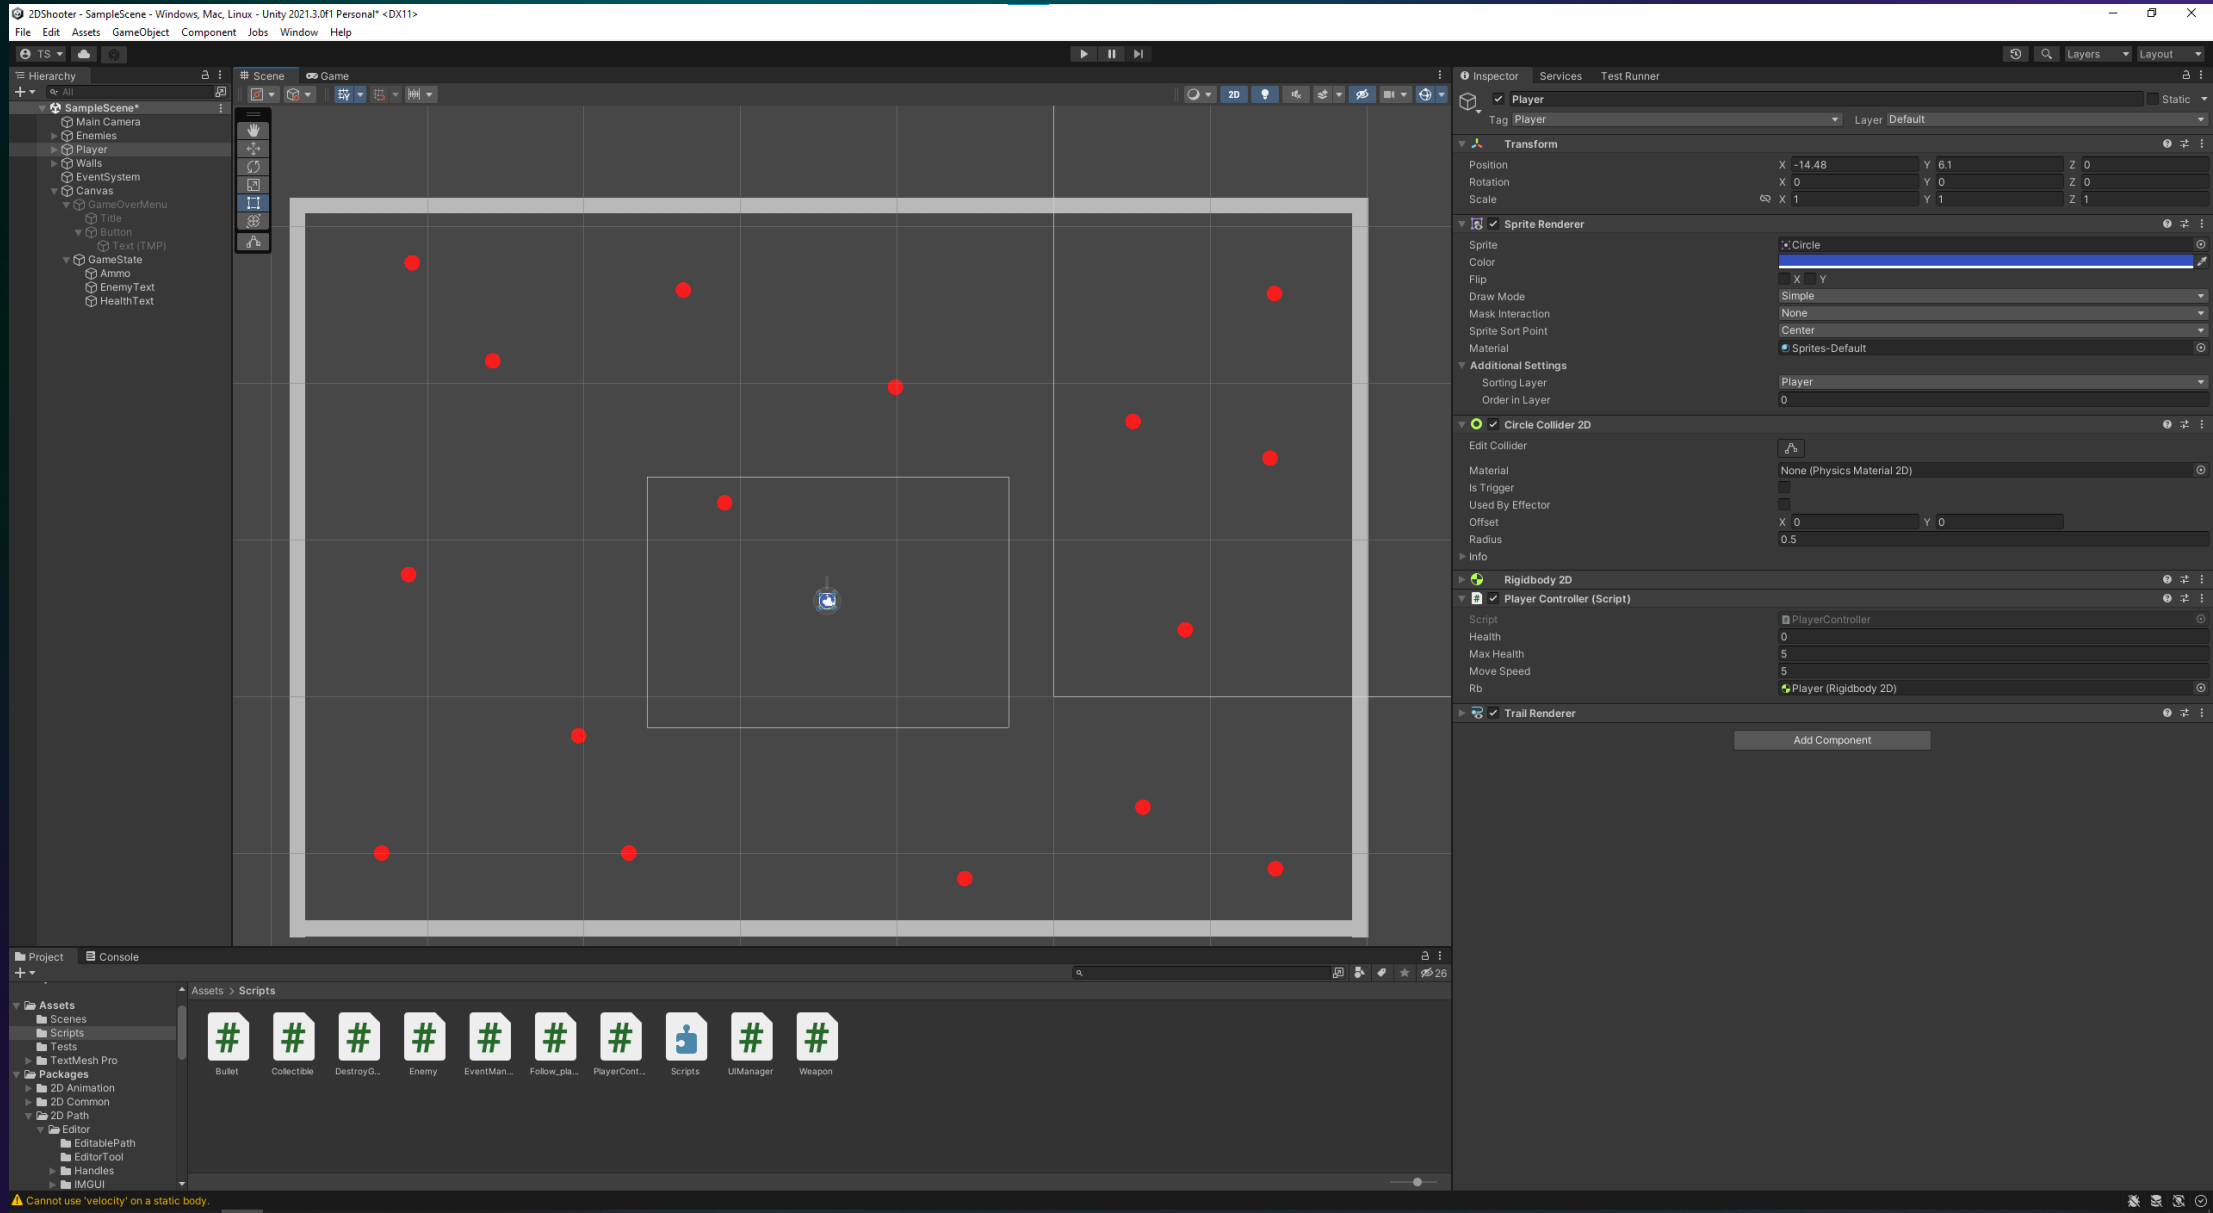 2DShooter - SampleScene - Windows, Mac, Linux - Unity 2021.3.0f1 Personal* <DX11>
File Edit Assets GameObject Component Jobs Window Help
TS
Layers Layout
Hierarchy
All
SampleScene*
Main Camera
Enemies
Player
Walls
EventSystem
Canvas
GameOverMenu
Title
Button
Text (TMP)
GameState
Ammo
EnemyText
HealthText
Scene Game
2D
Inspector Services Test Runner
Player Static
Tag Player Layer Default
Transform
Position X -14.48 Y 6.1 Z 0
Rotation X 0 Y 0 Z 0
Scale X 1 Y 1 Z 1
Sprite Renderer
Sprite Circle
Color
Flip X Y
Draw Mode Simple
Mask Interaction None
Sprite Sort Point Center
Material Sprites-Default
Additional Settings
Sorting Layer Player
Order in Layer 0
Circle Collider 2D
Edit Collider
Material None (Physics Material 2D)
Is Trigger
Used By Effector
Offset X 0 Y 0
Radius 0.5
Info
Rigidbody 2D
Player Controller (Script)
Script PlayerController
Health 0
Max Health 5
Move Speed 5
Rb Player (Rigidbody 2D)
Trail Renderer
Add Component
Project Console
26
Assets
Scenes
Scripts
Tests
TextMesh Pro
Packages
2D Animation
2D Common
2D Path
Editor
EditablePath
EditorTool
Handles
IMGUI
Assets > Scripts
Bullet Collectible DestroyG... Enemy EventMan... Follow_pla... PlayerCont... Scripts UIManager Weapon
Cannot use 'velocity' on a static body.